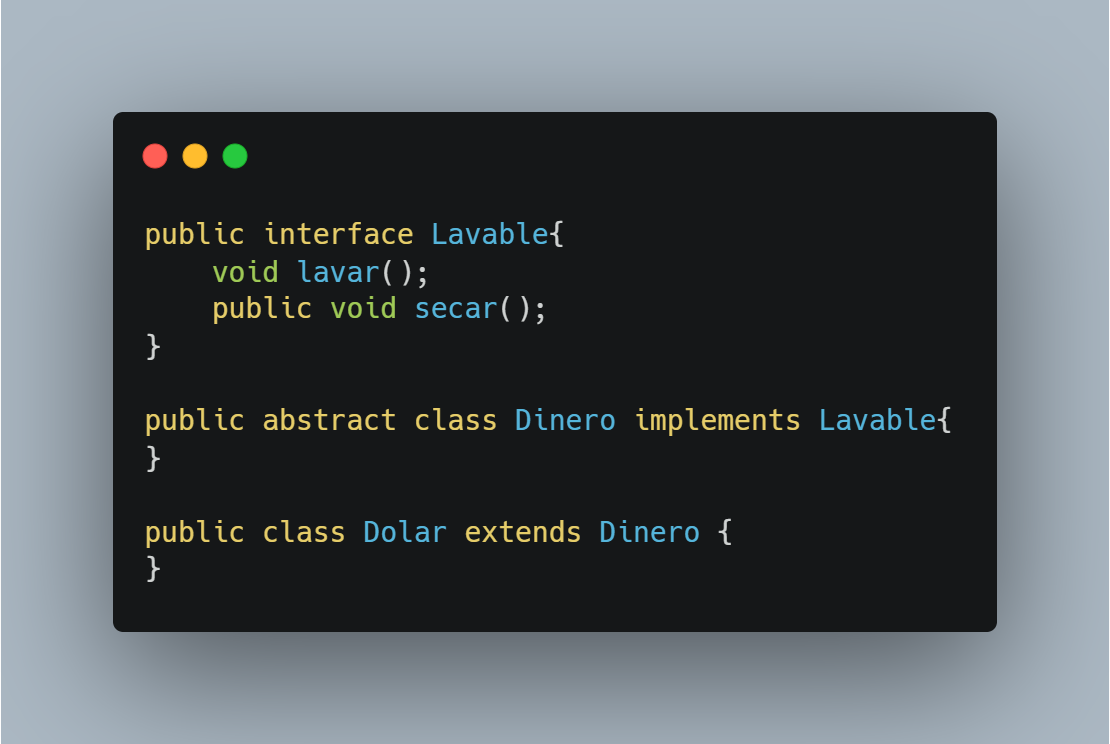 public interface Lavable{
    void lavar();
    public void secar();
}

public abstract class Dinero implements Lavable{
}

public class Dolar extends Dinero {
}